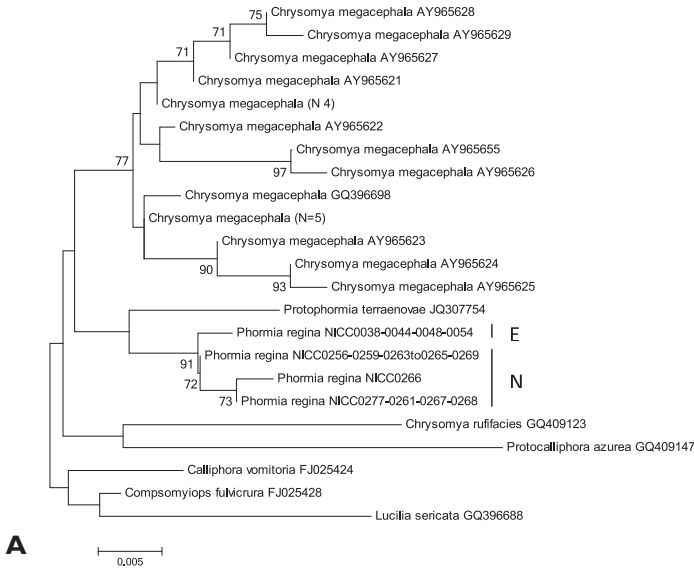 75
Chrysomya megacephala AY965628
Chrysomya megacephala AY965629
71
Chrysomya megacephala AY965627
71
Chrysomya megacephala AY965621
Chrysomya megacephala (N 4)
Chrysomya megacephala AY965622
77
Chrysomya megacephala AY965655
97
Chrysomya megacephala AY965626
Chrysomya megacephala GQ396698
Chrysomya megacephala (N=5)
Chrysomya megacephala AY965623
90
Chrysomya megacephala AY965624
93
Chrysomya megacephala AY965625
Protophormia terraenovae JQ307754
Phormia regina NICC0038-0044-0048-0054
E
91
Phormia regina NICC0256-0259-0263to0265-0269
72
Phormia regina NICC0266
N
73
Phormia regina NICC0277-0261-0267-0268
Chrysomya rufifacies GQ409123
Protocalliphora azurea GQ409147
Calliphora vomitoria FJ025424
Compsomyiops fulvicrura FJ025428
Lucilia sericata GQ396688
A
0.005